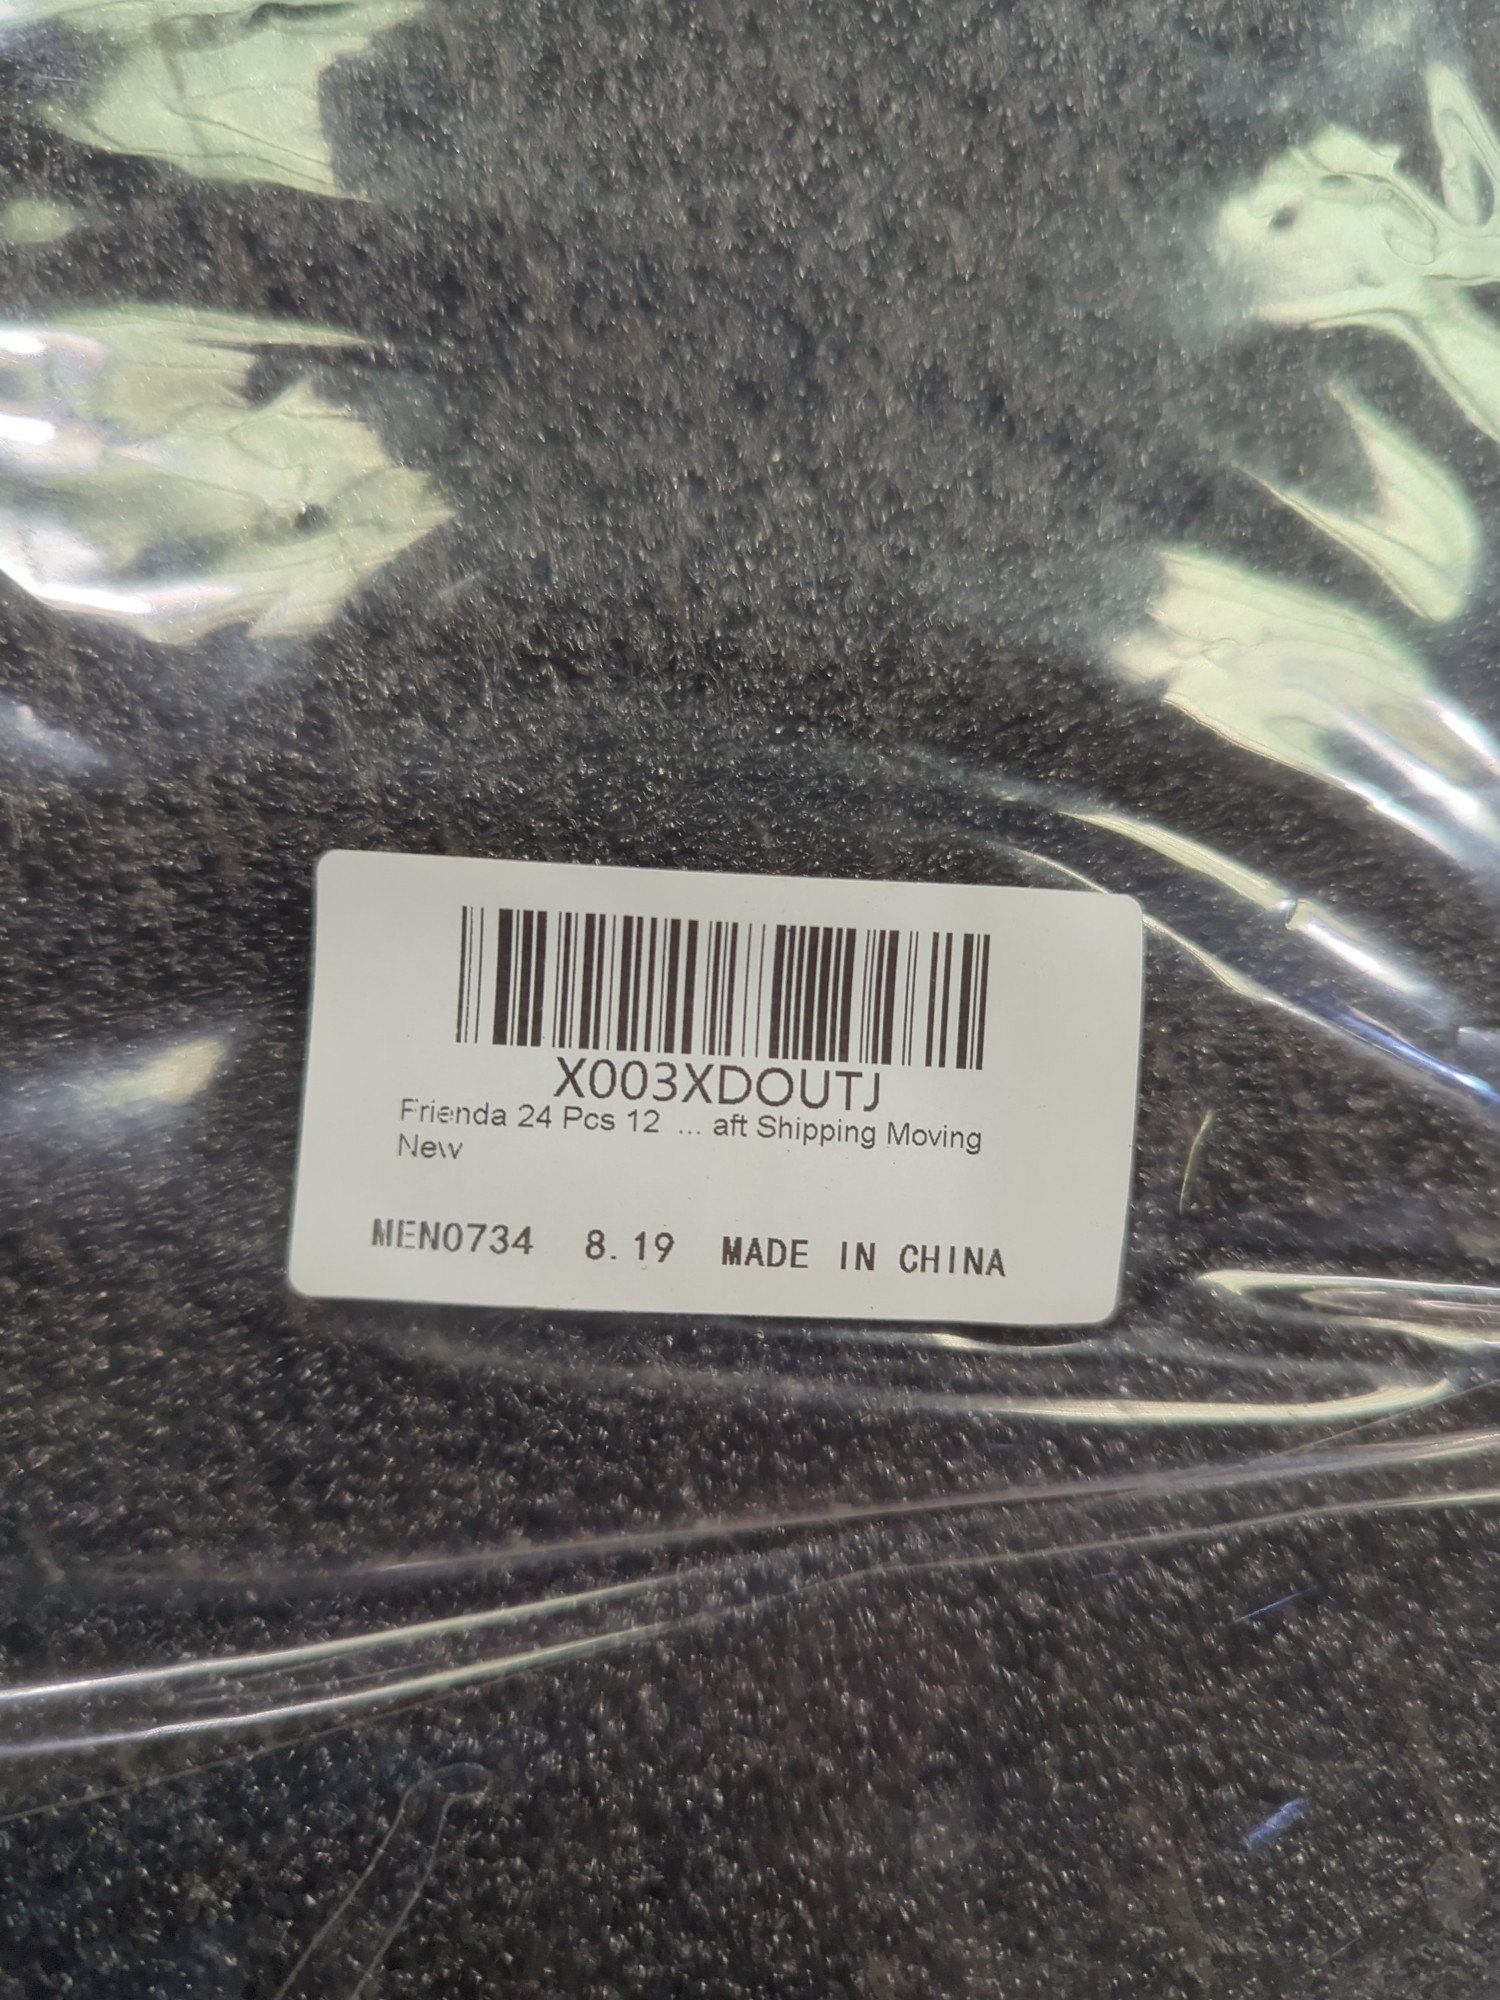 X003XDOUTJ
Frienda 24 Pcs 12 ... aft Shipping Moving
New
MEN0734 8.19 MADE IN CHINA